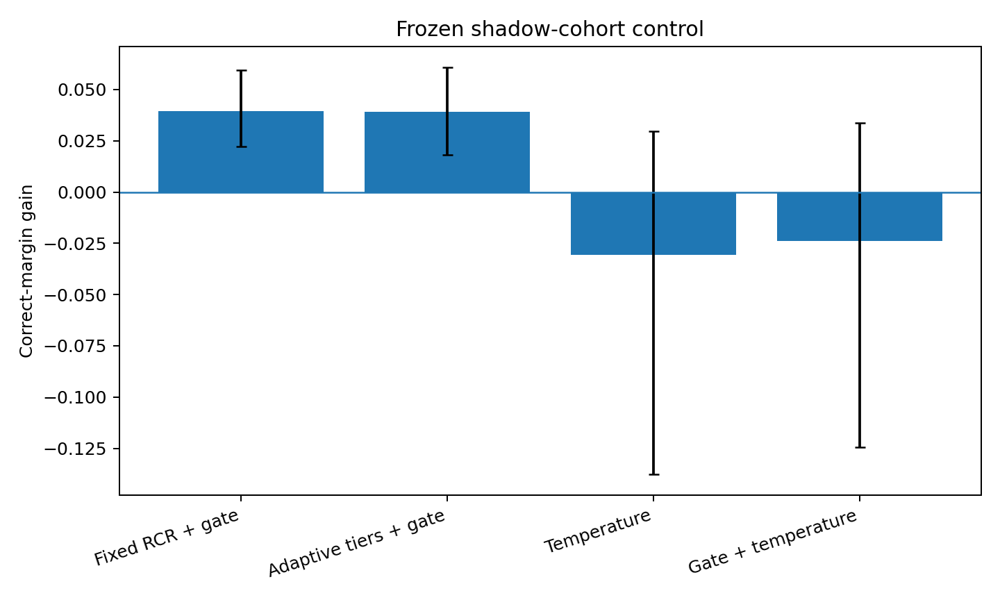 Frozen shadow-cohort control
Correct-margin gain
0.050
0.025
0.000
−0.025
−0.050
−0.075
−0.100
−0.125
Fixed RCR + gate
Adaptive tiers + gate
Temperature
Gate + temperature